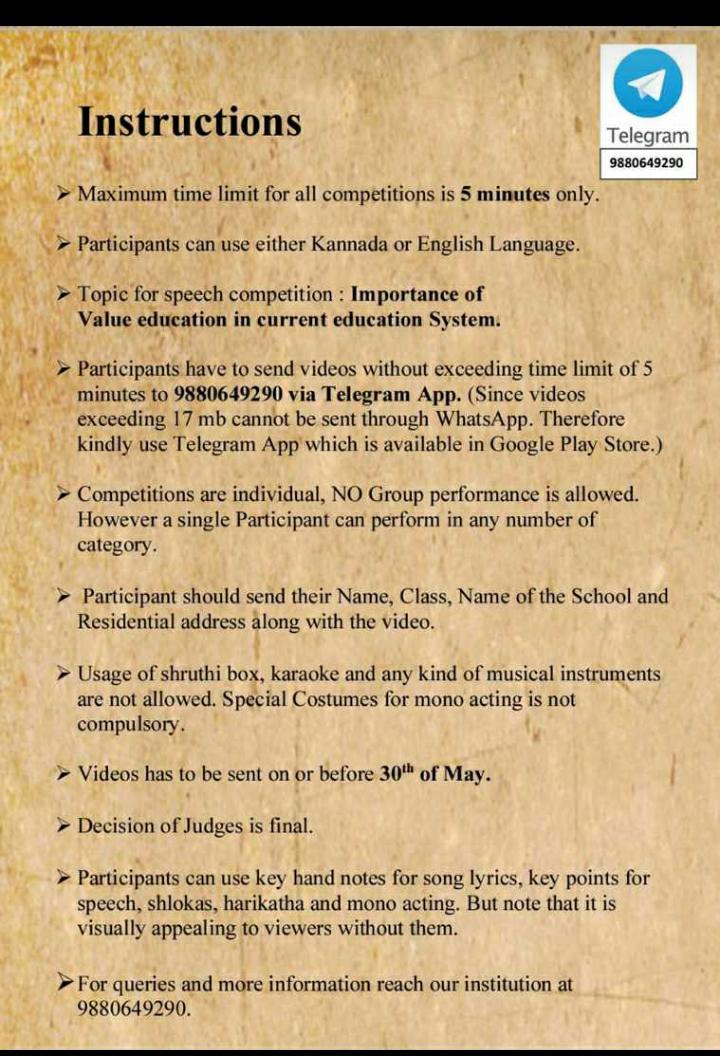 Telegram
9880649290
Instructions
➢ Maximum time limit for all competitions is 5 minutes only.
➢ Participants can use either Kannada or English Language.
➢ Topic for speech competition : Importance of
Value education in current education System.
➢ Participants have to send videos without exceeding time limit of 5
minutes to 9880649290 via Telegram App. (Since videos
exceeding 17 mb cannot be sent through WhatsApp. Therefore
kindly use Telegram App which is available in Google Play Store.)
➢ Competitions are individual, NO Group performance is allowed.
However a single Participant can perform in any number of
category.
➢ Participant should send their Name, Class, Name of the School and
Residential address along with the video.
➢ Usage of shruthi box, karaoke and any kind of musical instruments
are not allowed. Special Costumes for mono acting is not
compulsory.
➢ Videos has to be sent on or before 30th of May.
➢ Decision of Judges is final.
➢ Participants can use key hand notes for song lyrics, key points for
speech, shlokas, harikatha and mono acting. But note that it is
visually appealing to viewers without them.
➢ For queries and more information reach our institution at
9880649290.